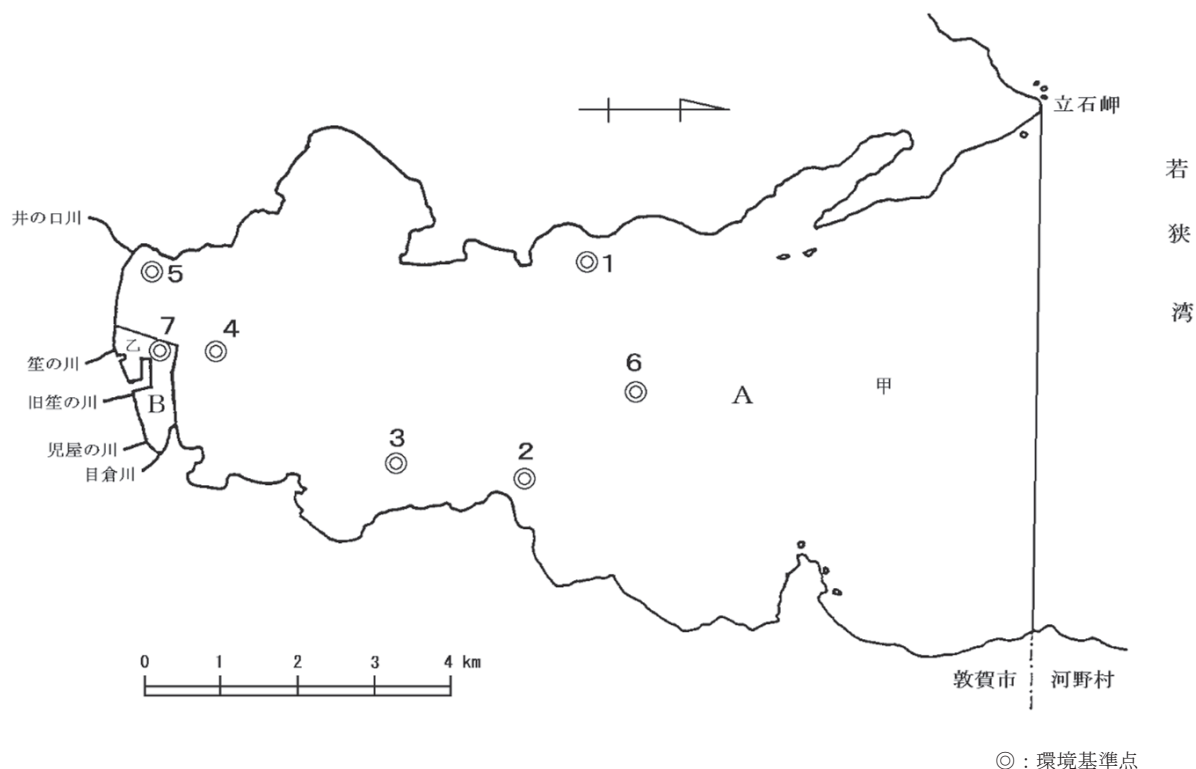 立石岬
若狭湾
井の口川
1
5
7
4
乙
笙の川
6
A
甲
旧笙の川
B
3
2
児屋の川
目倉川
0 1 2 3 4 km
敦賀市
河野村
◎：環境基準点